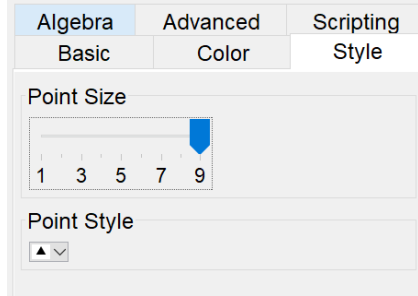 Algebra Advanced Scripting
Basic Color Style
Point Size
1 3 5 7 9
Point Style